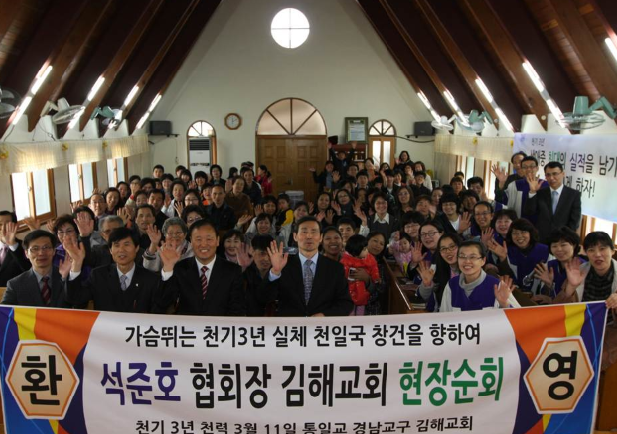 가슴뛰는 천기3년 실체 천일국 창건을 향하여
환 석준호 협회장 김해교회 현장순회 영
천기 3년 천력 3월 11일 통일교 경남교구 김해교회
실적을 남기
하자!